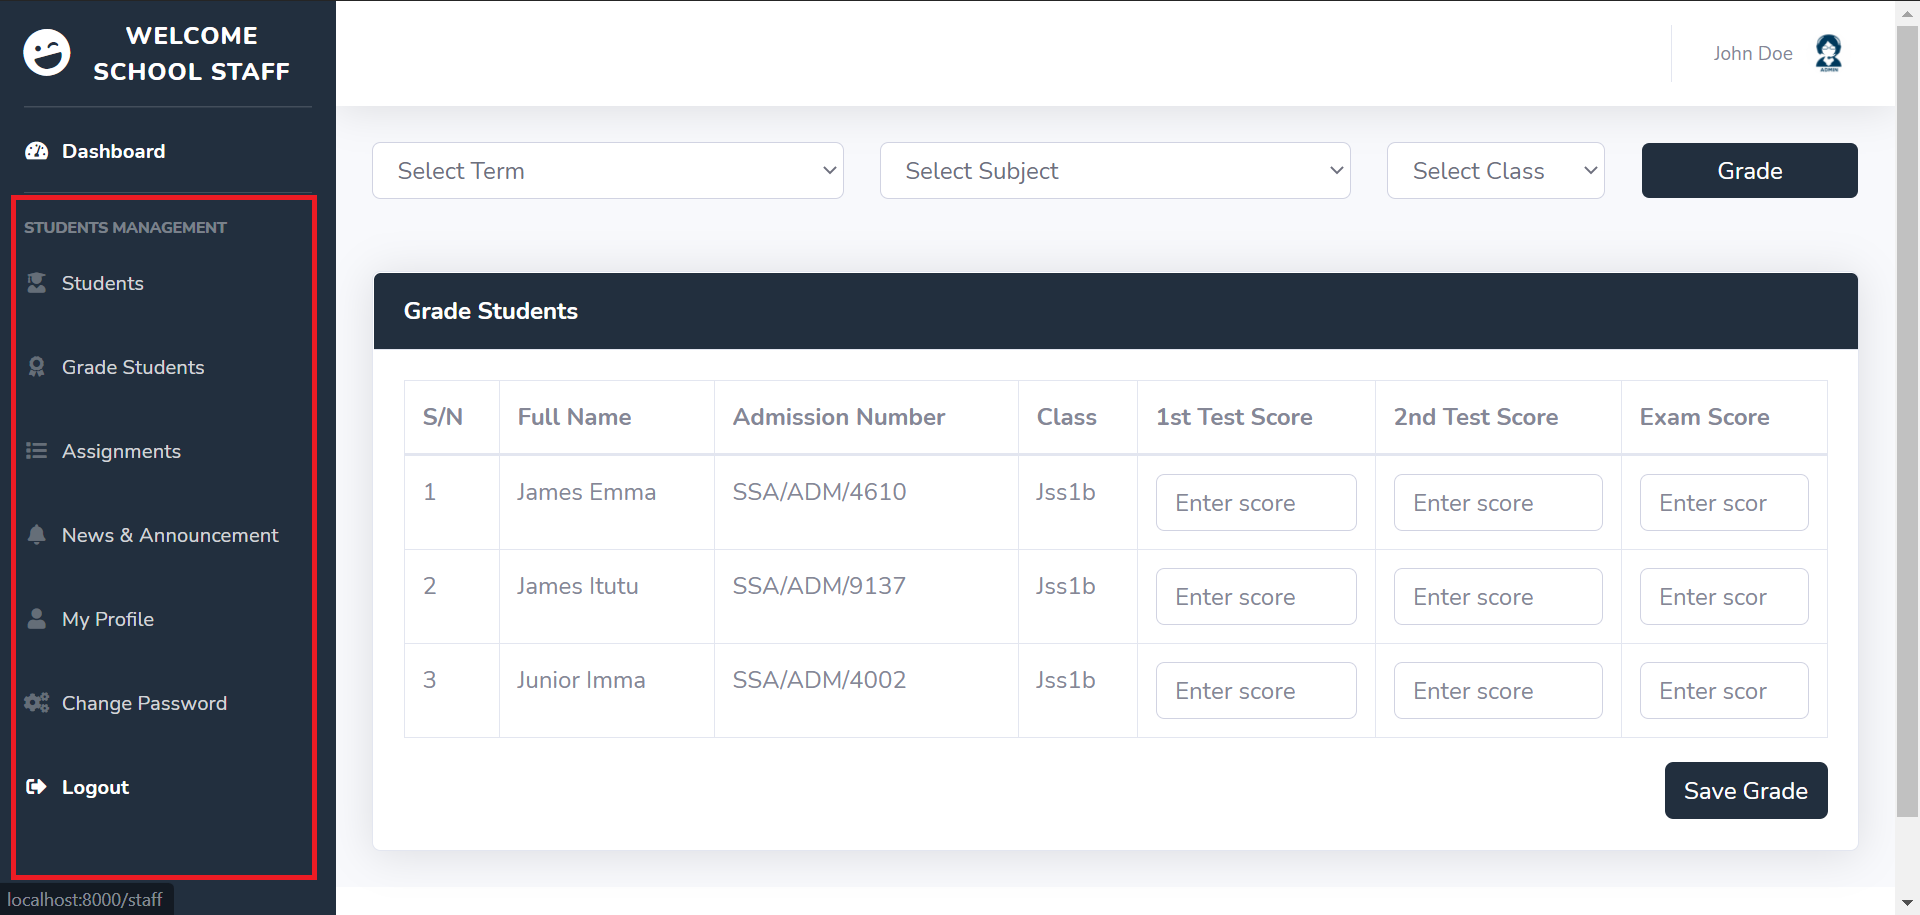 WELCOME
SCHOOL STAFF
John Doe
ADMIN
Dashboard
Select Term
Select Subject
Select Class
Grade
STUDENTS MANAGEMENT
Students
Grade Students
Assignments
News & Announcement
My Profile
Change Password
Logout
Grade Students
S/N Full Name Admission Number Class 1st Test Score 2nd Test Score Exam Score
1 James Emma SSA/ADM/4610 Jss1b Enter score Enter score Enter scor
2 James Itutu SSA/ADM/9137 Jss1b Enter score Enter score Enter scor
3 Junior Imma SSA/ADM/4002 Jss1b Enter score Enter score Enter scor
Save Grade
localhost:8000/staff